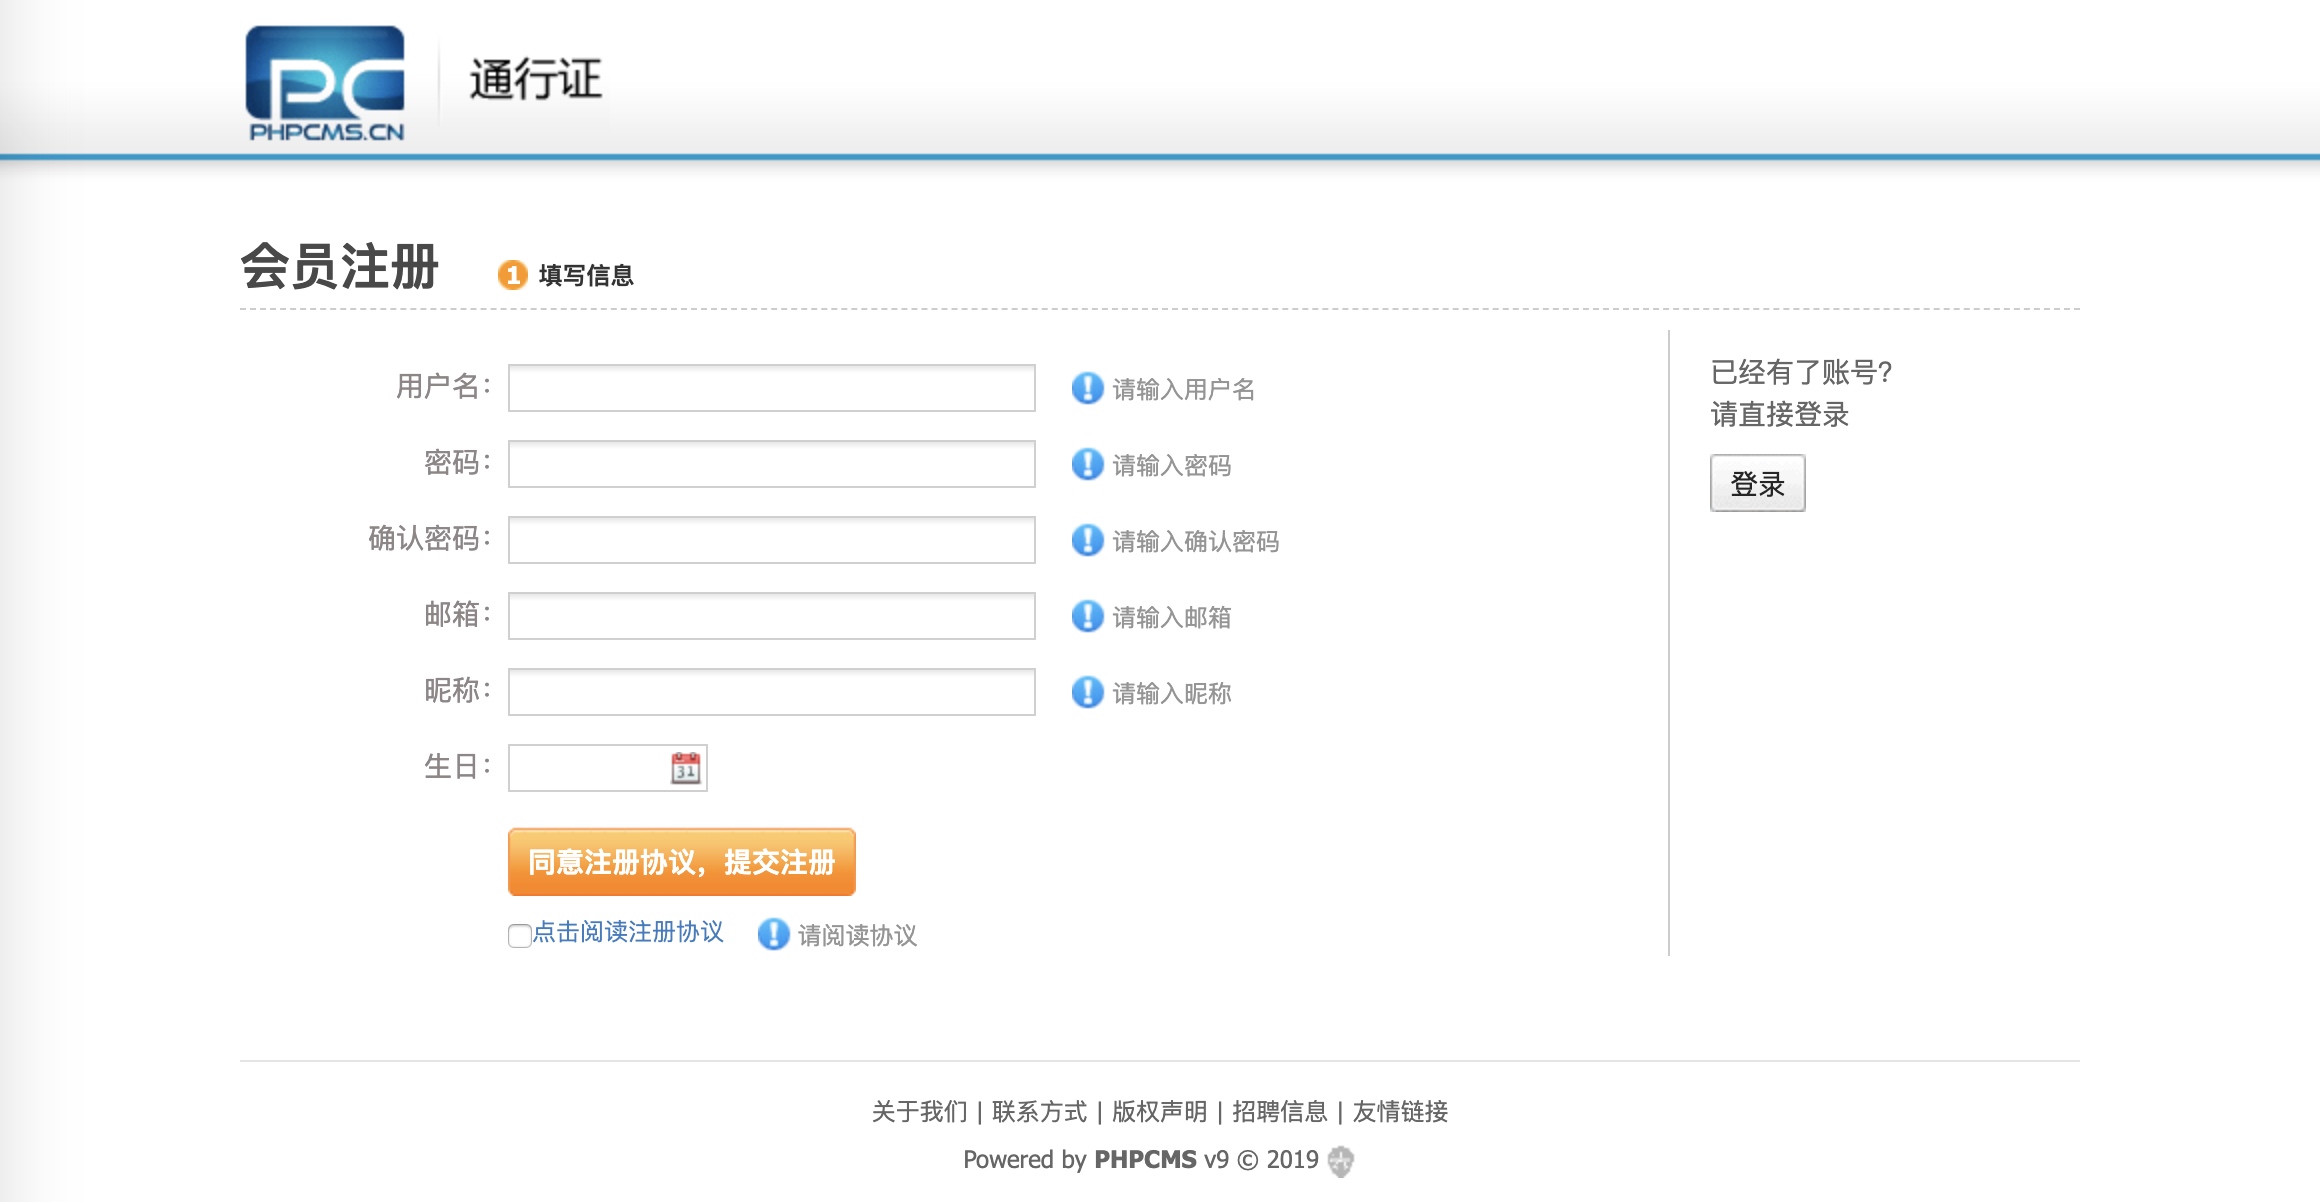 PC
PHPCMS.CN
通行证
会员注册
1 填写信息
用户名：
请输入用户名
密码：
请输入密码
确认密码：
请输入确认密码
邮箱：
请输入邮箱
昵称：
请输入昵称
生日：
31
同意注册协议，提交注册
点击阅读注册协议
请阅读协议
已经有了账号？
请直接登录
登录
关于我们 | 联系方式 | 版权声明 | 招聘信息 | 友情链接
Powered by PHPCMS v9 © 2019